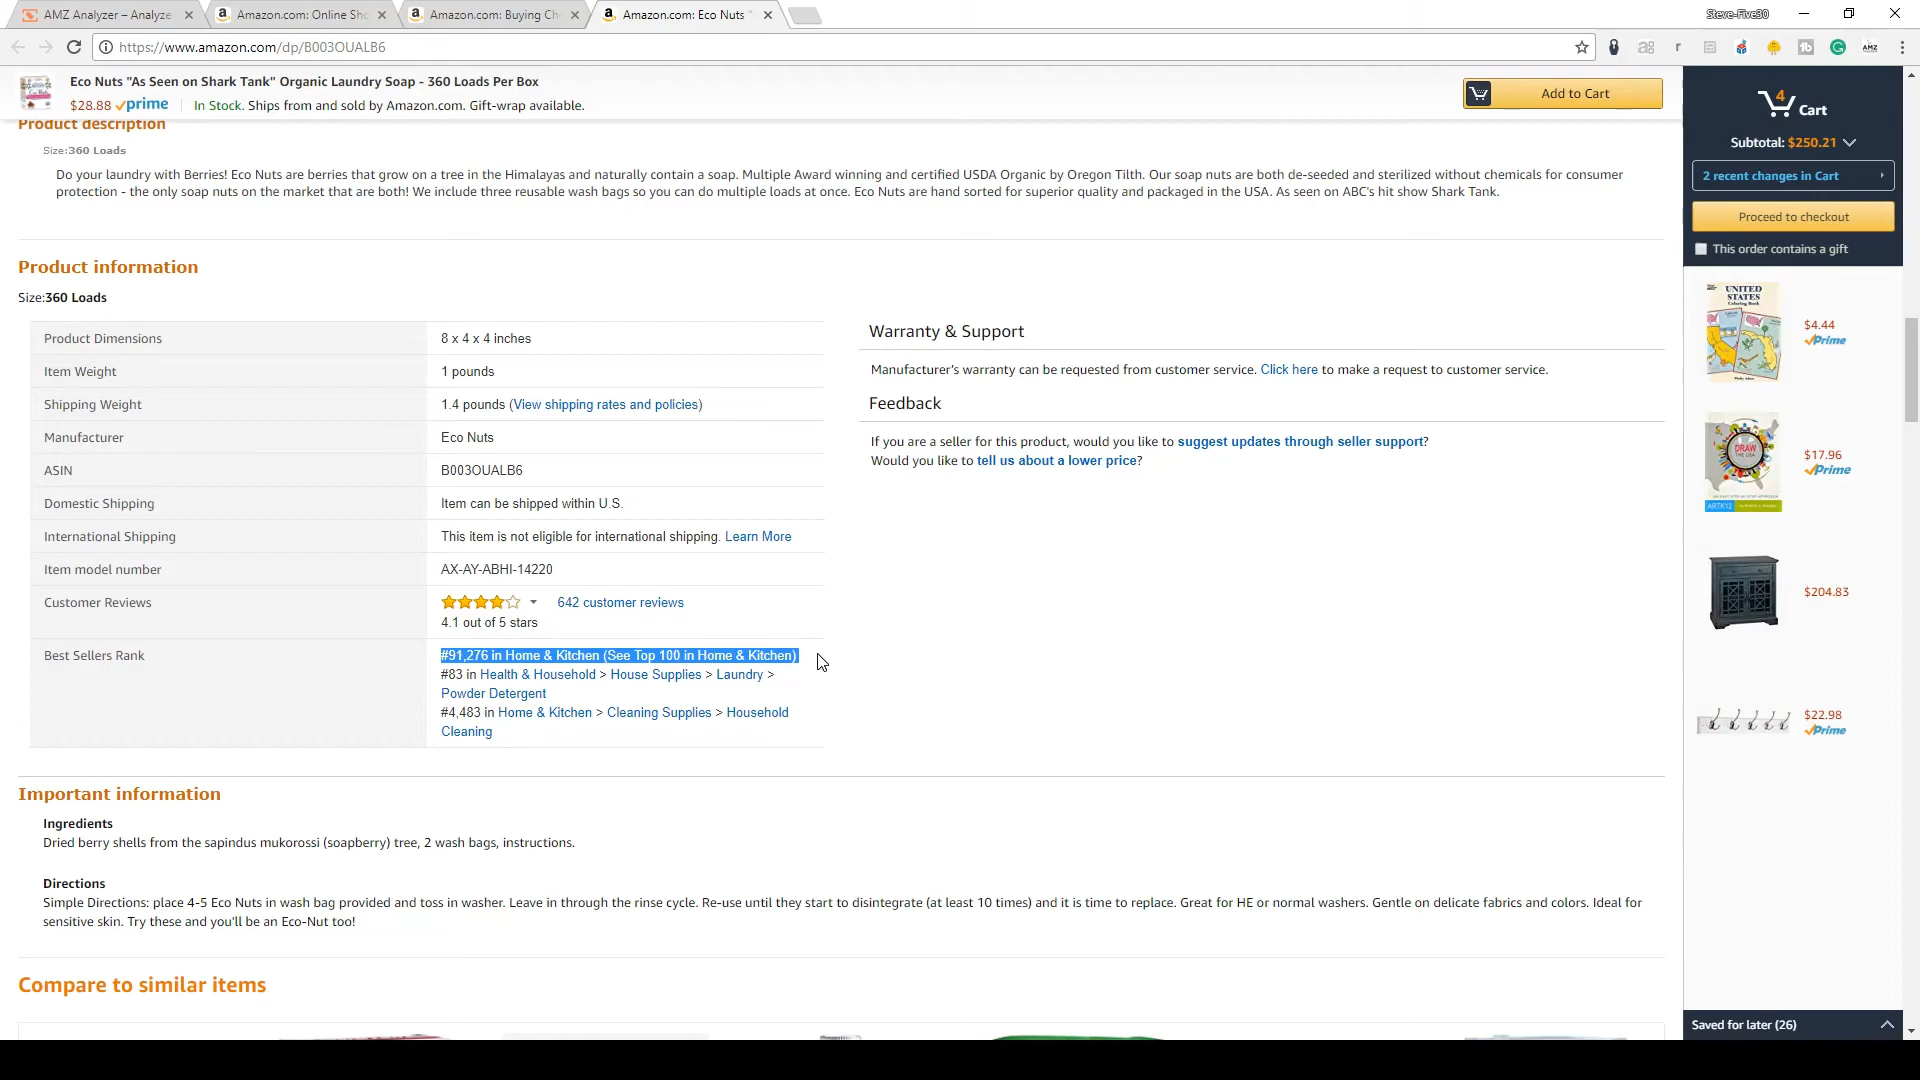 AMZ Analyzer – Analyze
Amazon.com: Online Sho
Amazon.com: Buying Ch
Amazon.com: Eco Nuts "
Steve-Five30
https://www.amazon.com/dp/B003OUALB6
Eco Nuts "As Seen on Shark Tank" Organic Laundry Soap - 360 Loads Per Box
$28.88 prime In Stock. Ships from and sold by Amazon.com. Gift-wrap available.
Add to Cart
Product description
Size:360 Loads
Do your laundry with Berries! Eco Nuts are berries that grow on a tree in the Himalayas and naturally contain a soap. Multiple Award winning and certified USDA Organic by Oregon Tilth. Our soap nuts are both de-seeded and sterilized without chemicals for consumer
protection - the only soap nuts on the market that are both! We include three reusable wash bags so you can do multiple loads at once. Eco Nuts are hand sorted for superior quality and packaged in the USA. As seen on ABC's hit show Shark Tank.
Product information
Size:360 Loads
Product Dimensions 8 x 4 x 4 inches
Item Weight 1 pounds
Shipping Weight 1.4 pounds (View shipping rates and policies)
Manufacturer Eco Nuts
ASIN B003OUALB6
Domestic Shipping Item can be shipped within U.S.
International Shipping This item is not eligible for international shipping. Learn More
Item model number AX-AY-ABHI-14220
Customer Reviews 642 customer reviews
4.1 out of 5 stars
Best Sellers Rank #91,276 in Home & Kitchen (See Top 100 in Home & Kitchen)
#83 in Health & Household > House Supplies > Laundry >
Powder Detergent
#4,483 in Home & Kitchen > Cleaning Supplies > Household
Cleaning
Warranty & Support
Manufacturer's warranty can be requested from customer service. Click here to make a request to customer service.
Feedback
If you are a seller for this product, would you like to suggest updates through seller support?
Would you like to tell us about a lower price?
Important information
Ingredients
Dried berry shells from the sapindus mukorossi (soapberry) tree, 2 wash bags, instructions.
Directions
Simple Directions: place 4-5 Eco Nuts in wash bag provided and toss in washer. Leave in through the rinse cycle. Re-use until they start to disintegrate (at least 10 times) and it is time to replace. Great for HE or normal washers. Gentle on delicate fabrics and colors. Ideal for
sensitive skin. Try these and you'll be an Eco-Nut too!
Compare to similar items
4
Cart
Subtotal: $250.21
2 recent changes in Cart
Proceed to checkout
This order contains a gift
UNITED
STATES
Coloring Book
$4.44
Prime
DRAW
THE USA
ARTK12
$17.96
Prime
$204.83
$22.98
Prime
Saved for later (26)